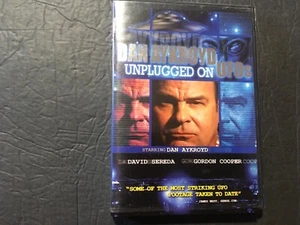 DAN AYKROYD
UNPLUGGED ON UFOs
STARRING DAN AYKROYD
DAVID SEREDA GORDON COOPER
"SOME OF THE MOST STRIKING UFO
FOOTAGE TAKEN TO DATE"